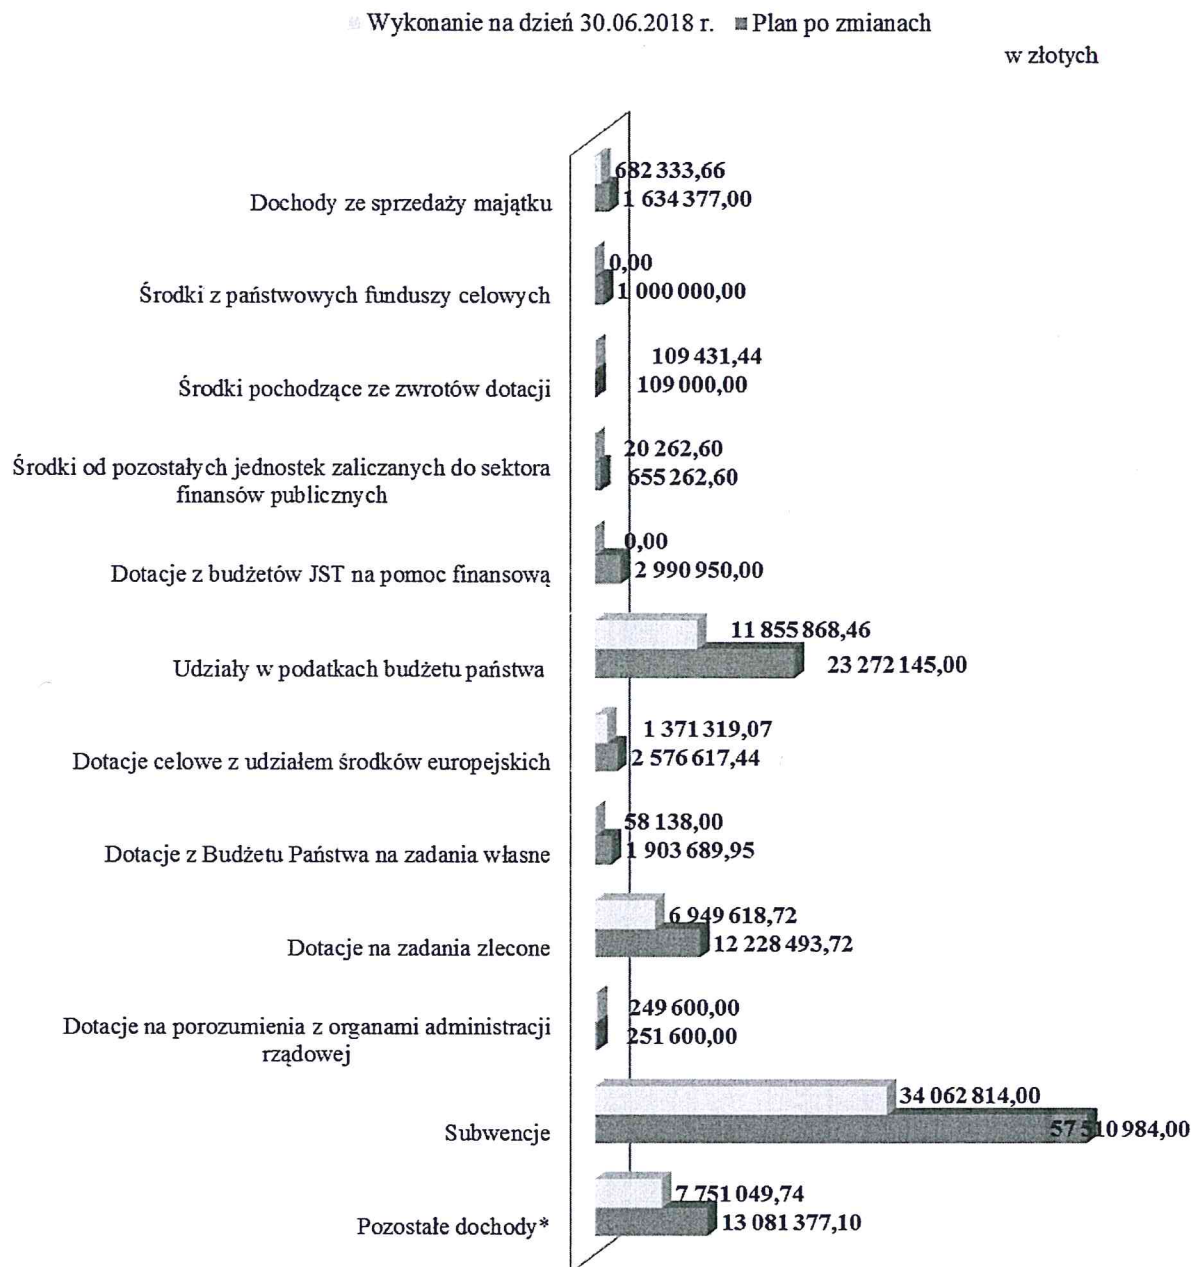 Wykonanie na dzień 30.06.2018 r. Plan po zmianach
w złotych
682 333,66
Dochody ze sprzedaży majątku
1 634 377,00
0,00
Środki z państwowych funduszy celowych
1 000 000,00
109 431,44
Środki pochodzące ze zwrotów dotacji
109 000,00
20 262,60
Środki od pozostałych jednostek zaliczanych do sektora
finansów publicznych
655 262,60
0,00
Dotacje z budżetów JST na pomoc finansową
2 990 950,00
11 855 868,46
Udziały w podatkach budżetu państwa
23 272 145,00
1 371 319,07
Dotacje celowe z udziałem środków europejskich
2 576 617,44
58 138,00
Dotacje z Budżetu Państwa na zadania własne
1 903 689,95
6 949 618,72
Dotacje na zadania zlecone
12 228 493,72
249 600,00
Dotacje na porozumienia z organami administracji
rządowej
251 600,00
34 062 814,00
Subwencje
57 510 984,00
7 751 049,74
Pozostałe dochody*
13 081 377,10